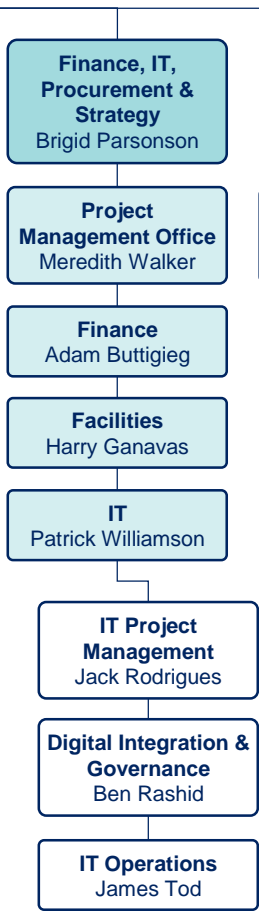 Finance, IT,
Procurement &
Strategy
Brigid Parsonson
Project
Management Office
Meredith Walker
Finance
Adam Buttigieg
Facilities
Harry Ganavas
IT
Patrick Williamson
IT Project
Management
Jack Rodrigues
Digital Integration &
Governance
Ben Rashid
IT Operations
James Tod